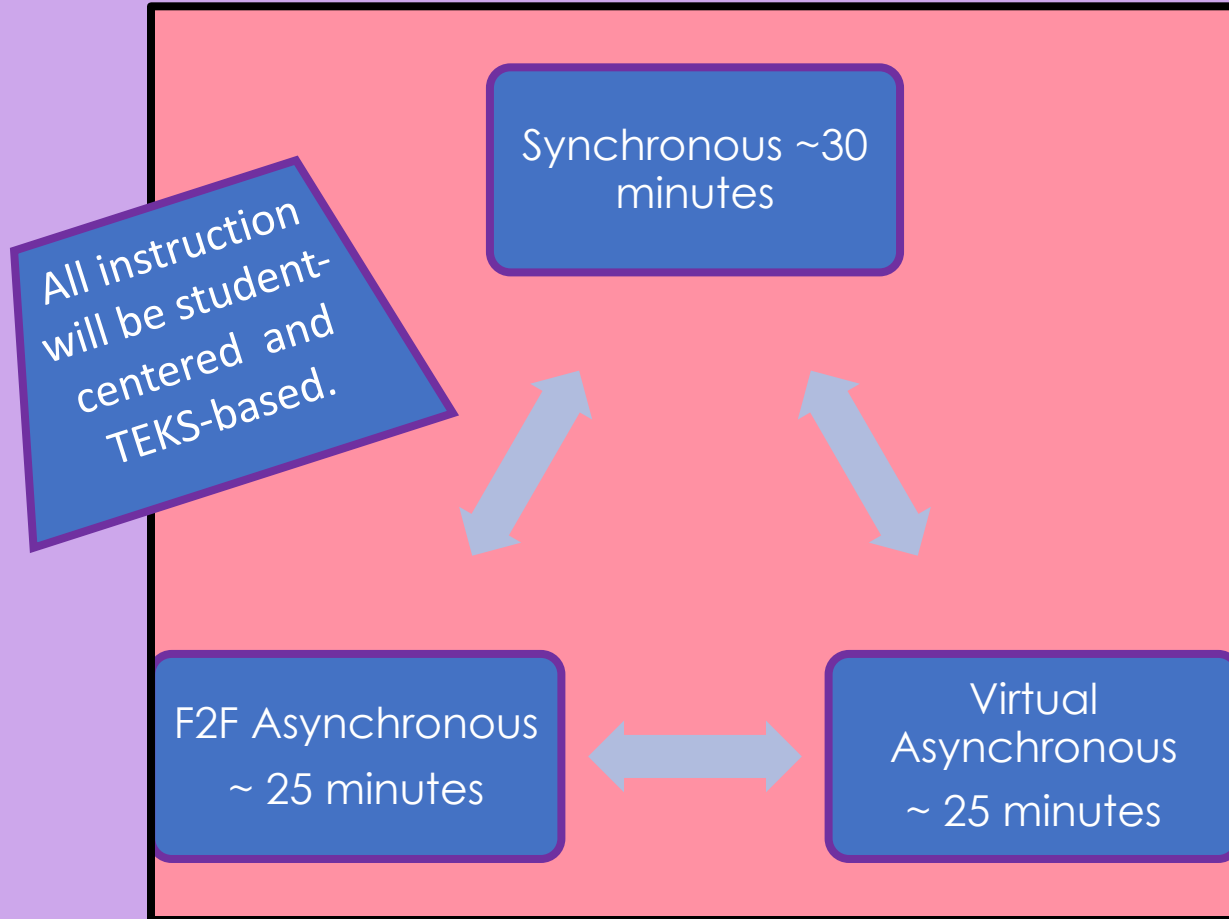 Synchronous ~30
minutes
All instruction
will be student-
centered and
TEKS-based.
F2F Asynchronous
~ 25 minutes
Virtual
Asynchronous
~ 25 minutes